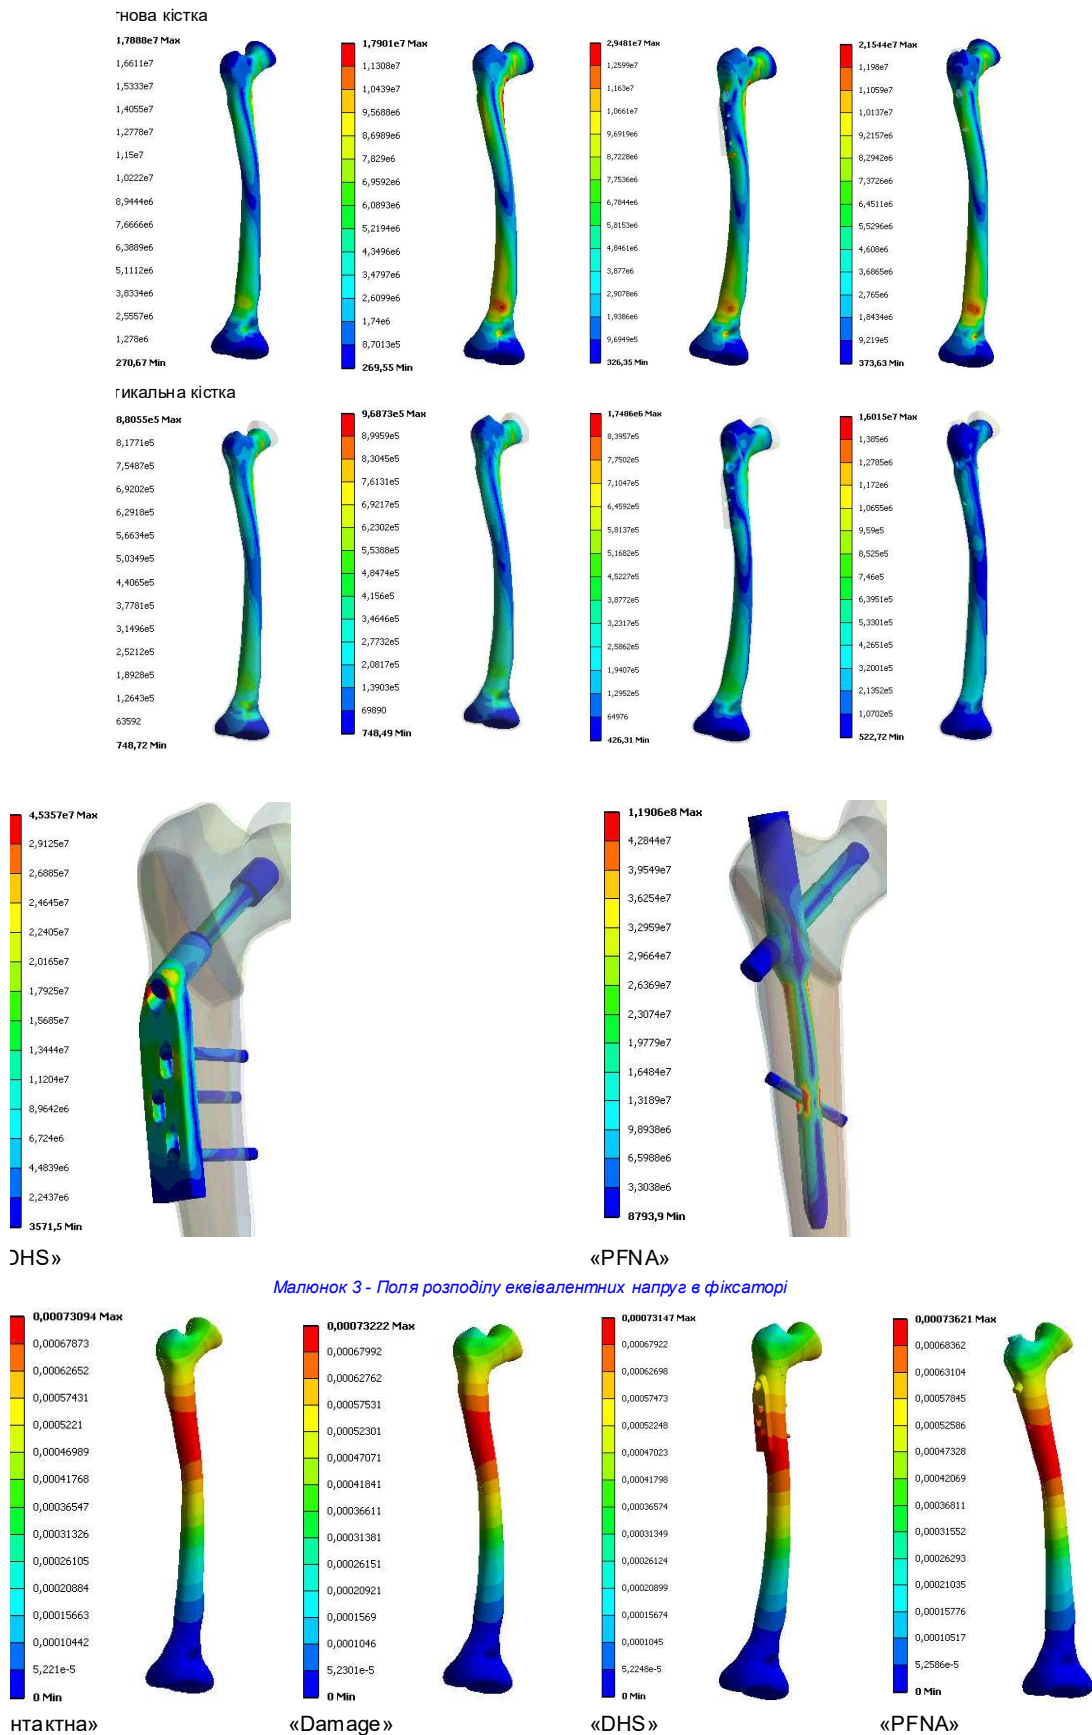 гнова кістка
1,7888e7 Max
1,6611e7
1,5333e7
1,4055e7
1,2778e7
1,15e7
1,0222e7
8,9444e6
7,6666e6
6,3889e6
5,1112e6
3,8334e6
2,5557e6
1,278e6
270,67 Min
1,7901e7 Max
1,1308e7
1,0439e7
9,5688e6
8,6989e6
7,829e6
6,9592e6
6,0893e6
5,2194e6
4,3496e6
3,4797e6
2,6099e6
1,74e6
8,7013e5
269,55 Min
2,9481e7 Max
1,2599e7
1,163e7
1,0661e7
9,6919e6
8,7228e6
7,7536e6
6,7844e6
5,8153e6
4,8461e6
3,877e6
2,9078e6
1,9386e6
9,6949e5
326,35 Min
2,1544e7 Max
1,198e7
1,1059e7
1,0137e7
9,2157e6
8,2942e6
7,3726e6
6,4511e6
5,5296e6
4,608e6
3,6865e6
2,765e6
1,8434e6
9,219e5
373,63 Min
тикальна кістка
8,8055e5 Max
8,1771e5
7,5487e5
6,9202e5
6,2918e5
5,6634e5
5,0349e5
4,4065e5
3,7781e5
3,1496e5
2,5212e5
1,8928e5
1,2643e5
63592
748,72 Min
9,6873e5 Max
8,9959e5
8,3045e5
7,6131e5
6,9217e5
6,2302e5
5,5388e5
4,8474e5
4,156e5
3,4646e5
2,7732e5
2,0817e5
1,3903e5
69890
748,49 Min
1,7486e6 Max
8,3957e5
7,7502e5
7,1047e5
6,4592e5
5,8137e5
5,1682e5
4,5227e5
3,8772e5
3,2317e5
2,5862e5
1,9407e5
1,2952e5
64976
426,31 Min
1,6015e7 Max
1,385e6
1,2785e6
1,172e6
1,0655e6
9,59e5
8,525e5
7,46e5
6,3951e5
5,3301e5
4,2651e5
3,2001e5
2,1352e5
1,0702e5
522,72 Min
4,5357e7 Max
2,9125e7
2,6885e7
2,4645e7
2,2405e7
2,0165e7
1,7925e7
1,5685e7
1,3444e7
1,1204e7
8,9642e6
6,724e6
4,4839e6
2,2437e6
3571,5 Min
1,1906e8 Max
4,2844e7
3,9549e7
3,6254e7
3,2959e7
2,9664e7
2,6369e7
2,3074e7
1,9779e7
1,6484e7
1,3189e7
9,8938e6
6,5988e6
3,3038e6
8793,9 Min
DHS»
«PFNA»
Малюнок 3 - Поля розподілу еквівалентних напруг в фіксаторі
0,00073094 Max
0,00067873
0,00062652
0,00057431
0,0005221
0,00046989
0,00041768
0,00036547
0,00031326
0,00026105
0,00020884
0,00015663
0,00010442
5,221e-5
0 Min
0,00073222 Max
0,00067992
0,00062762
0,00057531
0,00052301
0,00047071
0,00041841
0,00036611
0,00031381
0,00026151
0,00020921
0,0001569
0,0001046
5,2301e-5
0 Min
0,00073147 Max
0,00067922
0,00062698
0,00057473
0,00052248
0,00047023
0,00041798
0,00036574
0,00031349
0,00026124
0,00020899
0,00015674
0,0001045
5,2248e-5
0 Min
0,00073621 Max
0,00068362
0,00063104
0,00057845
0,00052586
0,00047328
0,00042069
0,00036811
0,00031552
0,00026293
0,00021035
0,00015776
0,00010517
5,2586e-5
0 Min
нтактна»
«Damage»
«DHS»
«PFNA»